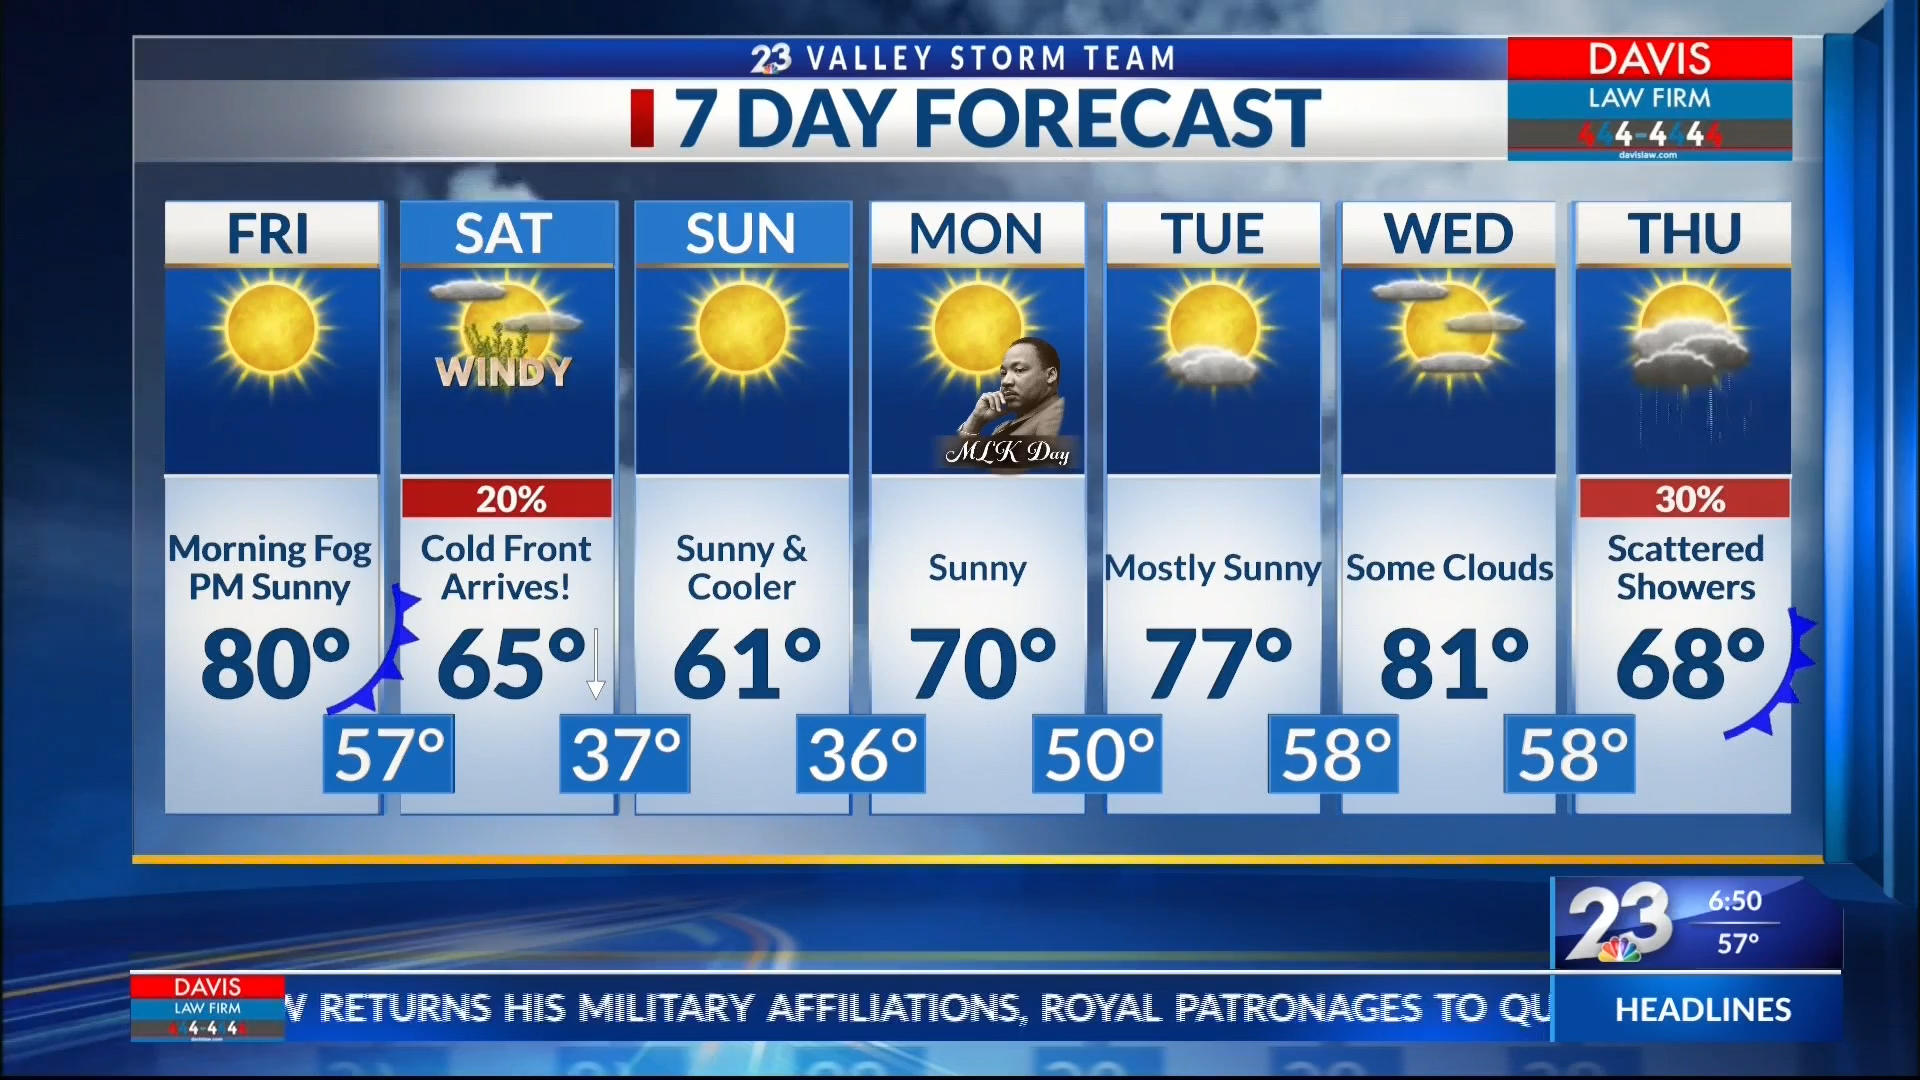 23 VALLEY STORM TEAM
7 DAY FORECAST
DAVIS
LAW FIRM
444-4444
davislaw.com
FRI
SAT
SUN
MON
TUE
WED
THU
WINDY
MLK Day
20%
30%
Morning Fog
PM Sunny
Cold Front
Arrives!
Sunny &
Cooler
Sunny
Mostly Sunny
Some Clouds
Scattered
Showers
80°
65°
61°
70°
77°
81°
68°
57°
37°
36°
50°
58°
58°
23
6:50
57°
DAVIS
LAW FIRM
444-4444
davislaw.com
RETURNS HIS MILITARY AFFILIATIONS, ROYAL PATRONAGES TO QU
HEADLINES